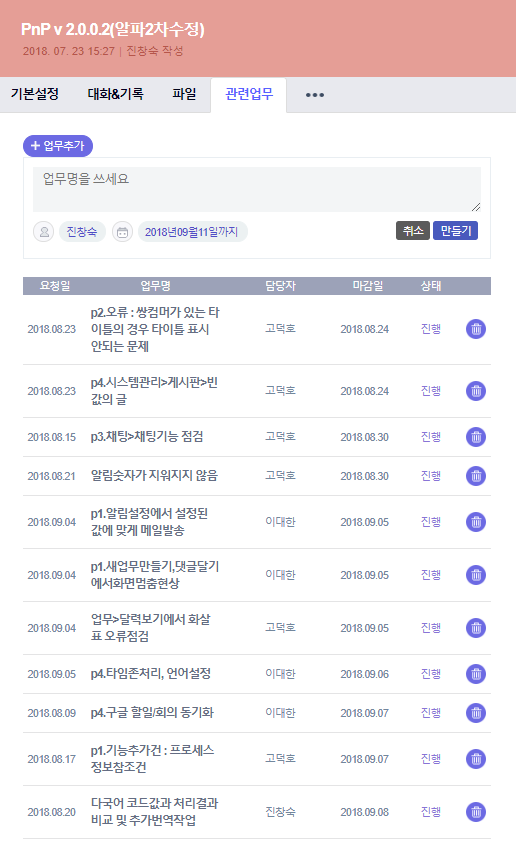 PnP v 2.0.0.2(알파2차수정)
2018. 07. 23 15:27 | 진창숙 작성
기본설정 대화&기록 파일 관련업무 •••
+ 업무추가
업무명을 쓰세요
진창숙 2018년09월11일까지 취소 만들기
요청일 업무명 담당자 마감일 상태
p2.오류 : 쌍컴머가 있는 타
2018.08.23 이틀의 경우 타이틀 표시 고덕호 2018.08.24 진행
안되는 문제
p4.시스템관리>게시판>빈
2018.08.23 고덕호 2018.08.24 진행
값의 글
2018.08.15 p3.채팅>채팅기능 점검 고덕호 2018.08.30 진행
2018.08.21 알림숫자가 지워지지 않음 고덕호 2018.08.30 진행
p1.알림설정에서 설정된
2018.09.04 이대한 2018.09.05 진행
값에 맞게 메일발송
p1.새업무만들기,댓글달기
2018.09.04 이대한 2018.09.05 진행
에서화면멈춤현상
업무>달력보기에서 화살
2018.09.04 고덕호 2018.09.05 진행
표 오류점검
2018.09.05 p4.타임존처리, 언어설정 이대한 2018.09.06 진행
2018.08.09 p4.구글 할일/회의 동기화 이대한 2018.09.07 진행
p1.기능추가건 : 프로세스
2018.08.17 고덕호 2018.09.07 진행
정보참조건
다국어 코드값과 처리결과
2018.08.20 진창숙 2018.09.08 진행
비교 및 추가번역작업